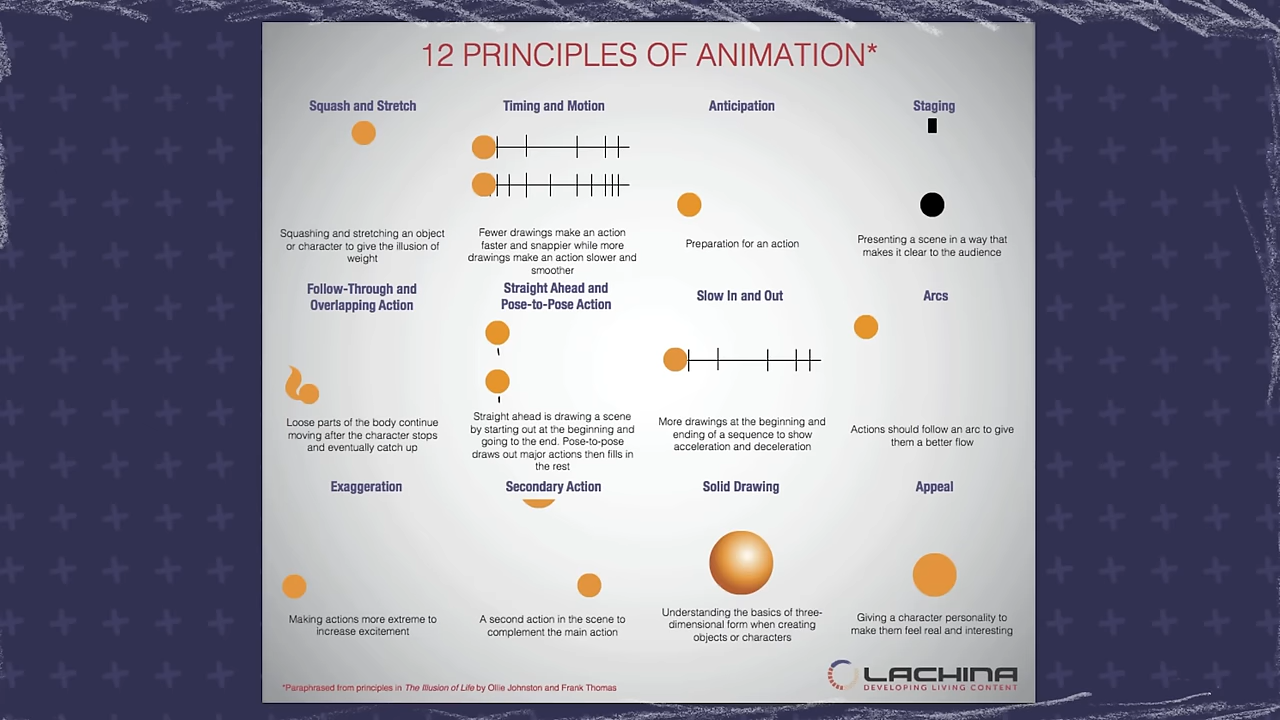 12 PRINCIPLES OF ANIMATION*
Squash and Stretch
Squashing and stretching an object
or character to give the illusion of
weight
Timing and Motion
Fewer drawings make an action
faster and snappier while more
drawings make an action slower and
smoother
Anticipation
Preparation for an action
Staging
Presenting a scene in a way that
makes it clear to the audience
Follow-Through and
Overlapping Action
Loose parts of the body continue
moving after the character stops
and eventually catch up
Straight Ahead and
Pose-to-Pose Action
Straight ahead is drawing a scene
by starting out at the beginning and
going to the end. Pose-to-pose
draws out major actions then fills in
the rest
Slow In and Out
More drawings at the beginning and
ending of a sequence to show
acceleration and deceleration
Arcs
Actions should follow an arc to give
them a better flow
Exaggeration
Making actions more extreme to
increase excitement
Secondary Action
A second action in the scene to
complement the main action
Solid Drawing
Understanding the basics of three-
dimensional form when creating
objects or characters
Appeal
Giving a character personality to
make them feel real and interesting
*Paraphrased from principles in The Illusion of Life by Ollie Johnston and Frank Thomas
LACHINA
DEVELOPING LIVING CONTENT